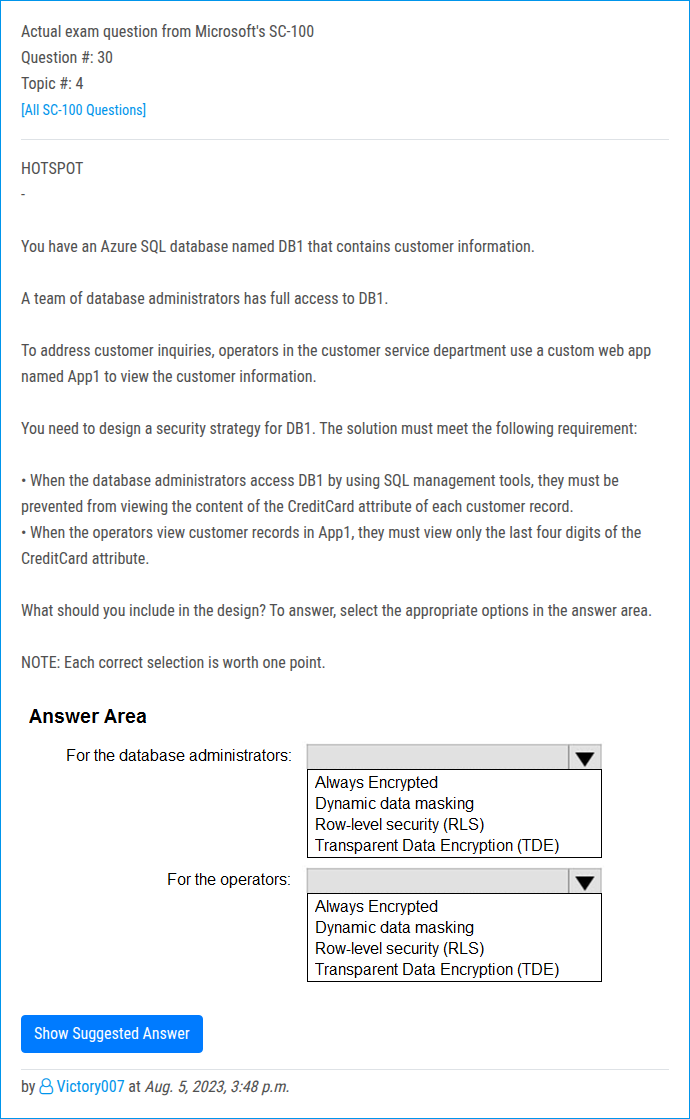 Actual exam question from Microsoft's SC-100
Question #: 30
Topic #: 4
[All SC-100 Questions]
HOTSPOT
-
You have an Azure SQL database named DB1 that contains customer information.
A team of database administrators has full access to DB1.
To address customer inquiries, operators in the customer service department use a custom web app
named App1 to view the customer information.
You need to design a security strategy for DB1. The solution must meet the following requirement:
• When the database administrators access DB1 by using SQL management tools, they must be
prevented from viewing the content of the CreditCard attribute of each customer record.
• When the operators view customer records in App1, they must view only the last four digits of the
CreditCard attribute.
What should you include in the design? To answer, select the appropriate options in the answer area.
NOTE: Each correct selection is worth one point.
Answer Area
For the database administrators:
Always Encrypted
Dynamic data masking
Row-level security (RLS)
Transparent Data Encryption (TDE)
For the operators:
Always Encrypted
Dynamic data masking
Row-level security (RLS)
Transparent Data Encryption (TDE)
Show Suggested Answer
by Victory007 at Aug. 5, 2023, 3:48 p.m.